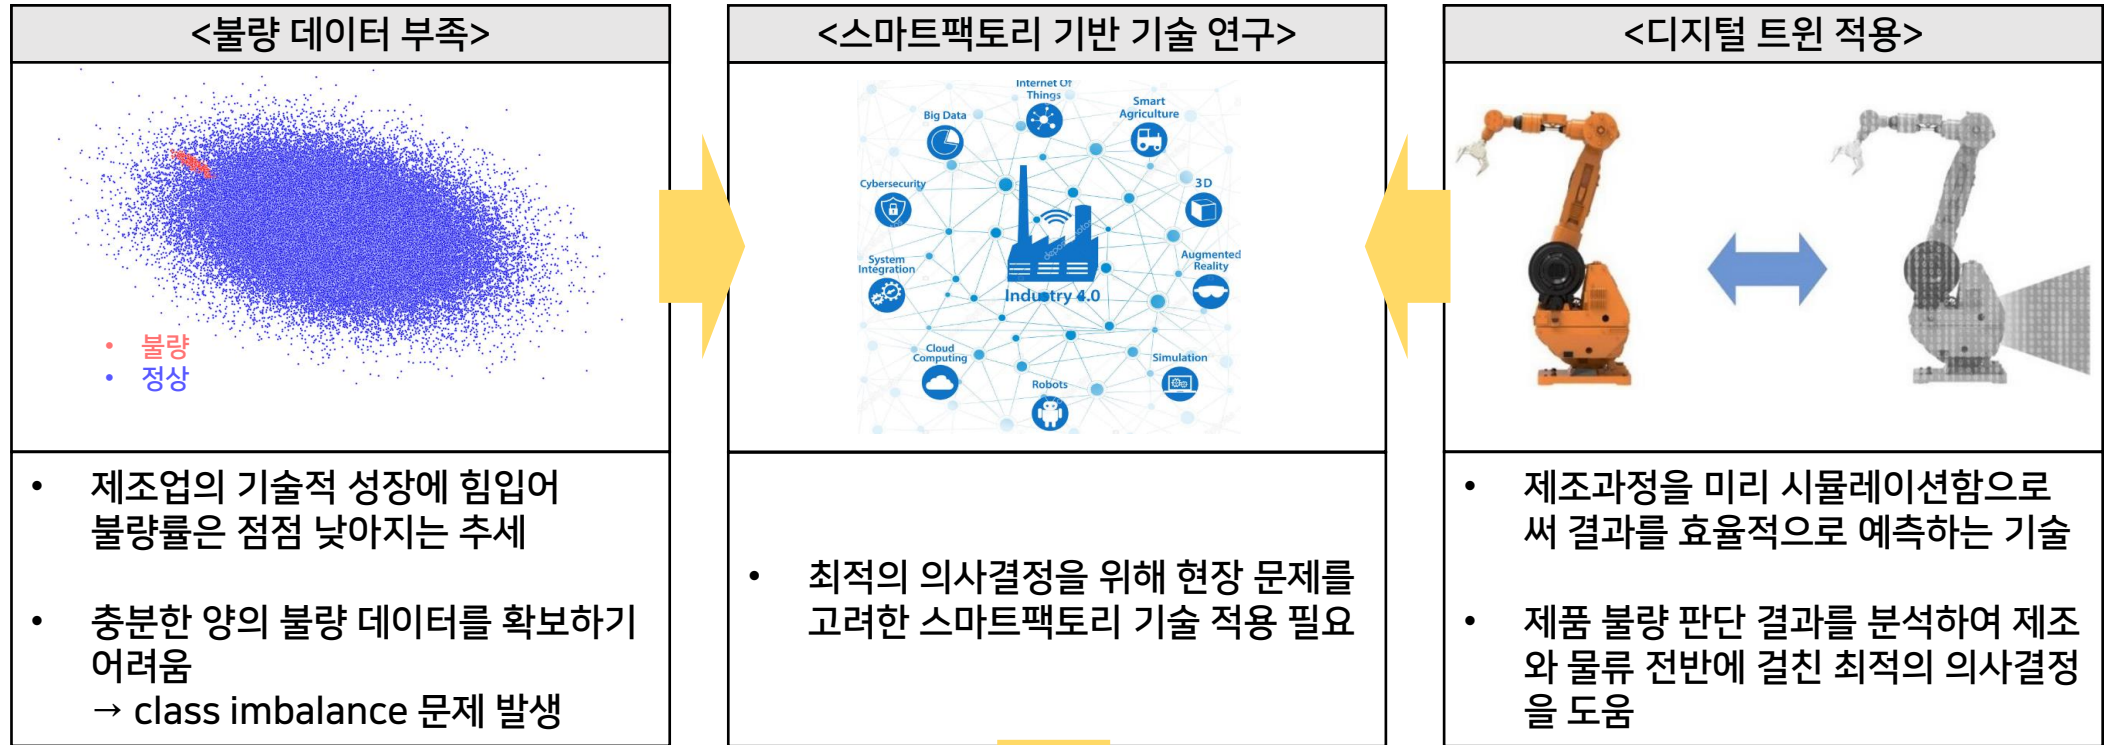 <불량 데이터 부족>
• 불량
• 정상
• 제조업의 기술적 성장에 힘입어
불량률은 점점 낮아지는 추세
• 충분한 양의 불량 데이터를 확보하기
어려움
→ class imbalance 문제 발생
<스마트팩토리 기반 기술 연구>
Internet Of
Things
Smart
Agriculture
Big Data
Cybersecurity
3D
System
Integration
Augmented
Reality
Industry 4.0
Cloud
Computing
Simulation
Robots
• 최적의 의사결정을 위해 현장 문제를
고려한 스마트팩토리 기술 적용 필요
<디지털 트윈 적용>
• 제조과정을 미리 시뮬레이션함으로
써 결과를 효율적으로 예측하는 기술
• 제품 불량 판단 결과를 분석하여 제조
와 물류 전반에 걸친 최적의 의사결정
을 도움